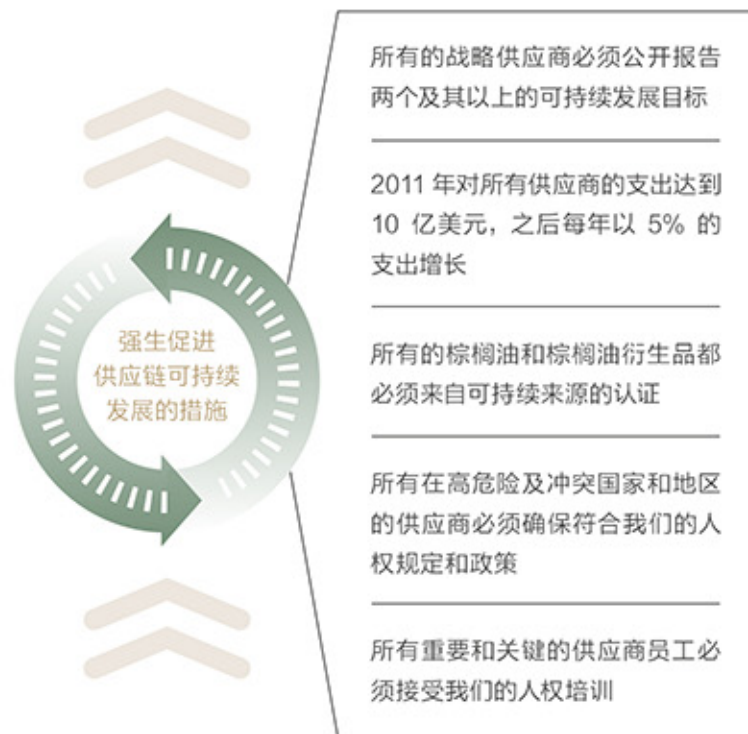 强生促进
供应链可持续
发展的措施
所有的战略供应商必须公开报告
两个及其以上的可持续发展目标
2011 年对所有供应商的支出达到
10 亿美元，之后每年以 5% 的
支出增长
所有的棕榈油和棕榈油衍生品都
必须来自可持续来源的认证
所有在高危险及冲突国家和地区
的供应商必须确保符合我们的人
权规定和政策
所有重要和关键的供应商员工必
须接受我们的人权培训